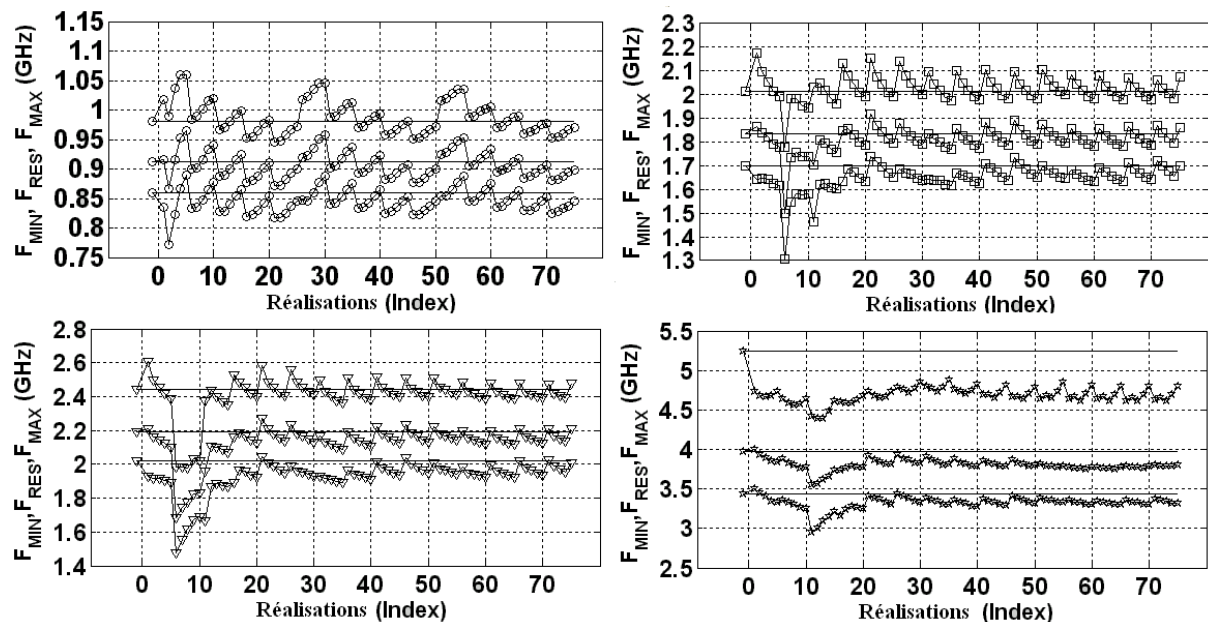 F_MIN, F_RES, F_MAX (GHz)
1.15
1.1
1.05
1
0.95
0.9
0.85
0.8
0.75
0 10 20 30 40 50 60 70
Réalisations (Index)
F_MIN, F_RES, F_MAX (GHz)
2.3
2.2
2.1
2
1.9
1.8
1.7
1.6
1.5
1.4
1.3
0 10 20 30 40 50 60 70
Réalisations (Index)
F_MIN, F_RES, F_MAX (GHz)
2.8
2.6
2.4
2.2
2
1.8
1.6
1.4
0 10 20 30 40 50 60 70
Réalisations (Index)
F_MIN, F_RES, F_MAX (GHz)
5.5
5
4.5
4
3.5
3
2.5
0 10 20 30 40 50 60 70
Réalisations (Index)